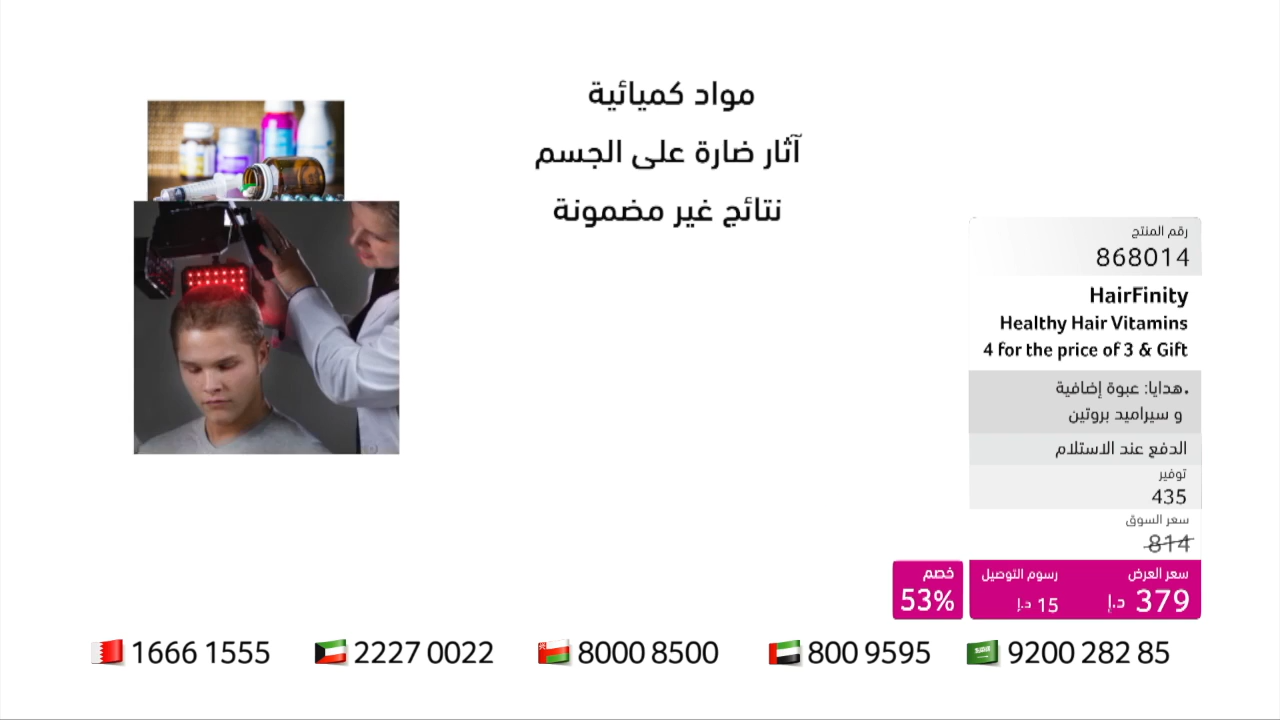 مواد كميائية
آثار ضارة على الجسم
نتائج غير مضمونة
رقم المنتج
868014
HairFinity
Healthy Hair Vitamins
4 for the price of 3 & Gift
.هدايا: عبوة إضافية
و سيراميد بروتين
الدفع عند الاستلام
توفير
435
سعر السوق
814
سعر العرض
379 د.إ
رسوم التوصيل
15 د.إ
خصم
53%
1666 1555
2227 0022
8000 8500
800 9595
9200 282 85